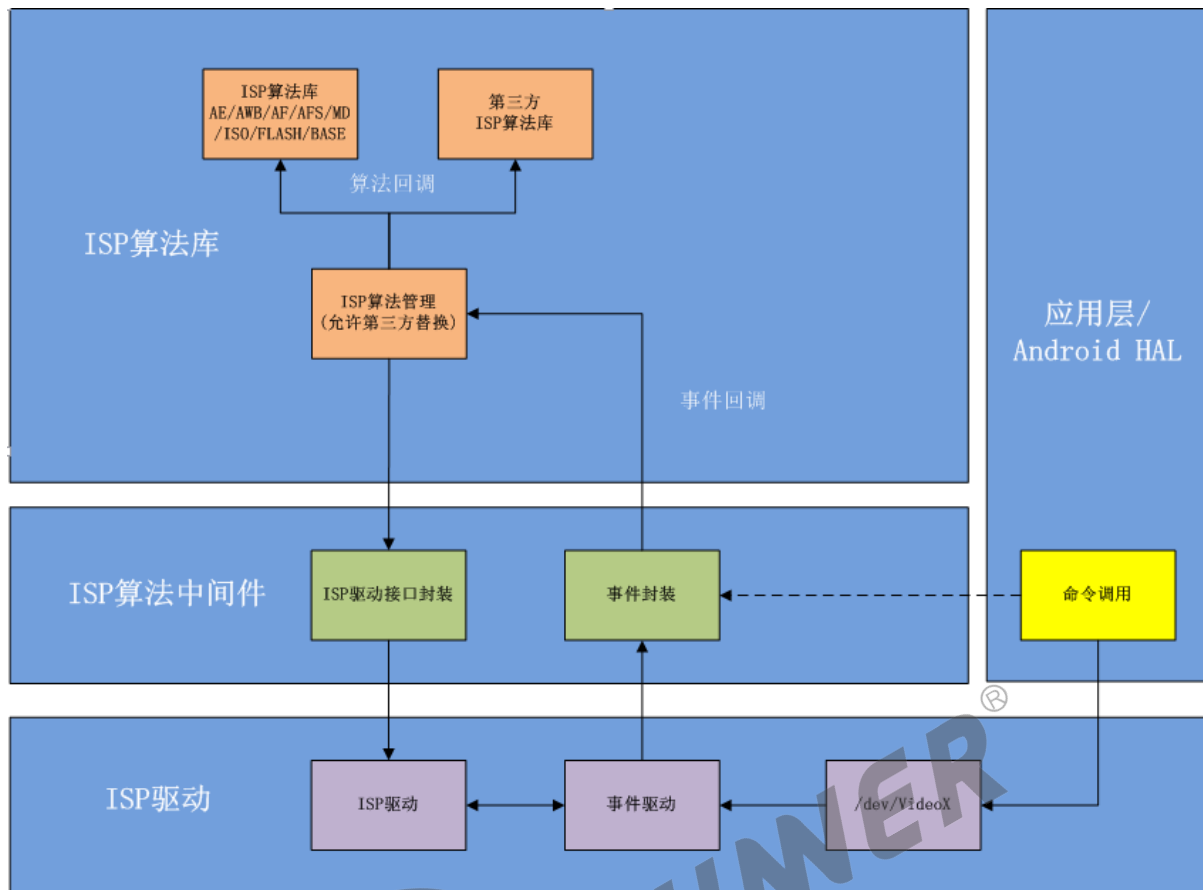 ISP算法库
AE/AWB/AF/AFS/MD
/ISO/FLASH/BASE
第三方
ISP算法库
算法回调
ISP算法库
ISP算法管理
(允许第三方替换)
事件回调
应用层/
Android HAL
ISP算法中间件
ISP驱动接口封装
事件封装
命令调用
ISP驱动
ISP驱动
事件驱动
/dev/VideoX
®